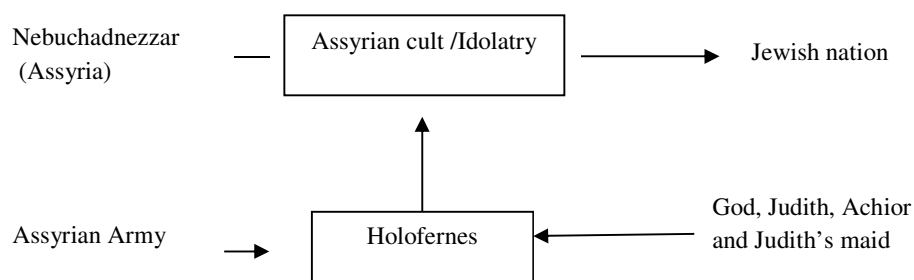 Nebuchadnezzar
(Assyria)
Assyrian cult /Idolatry
Jewish nation
Assyrian Army
Holofernes
God, Judith, Achior
and Judith's maid